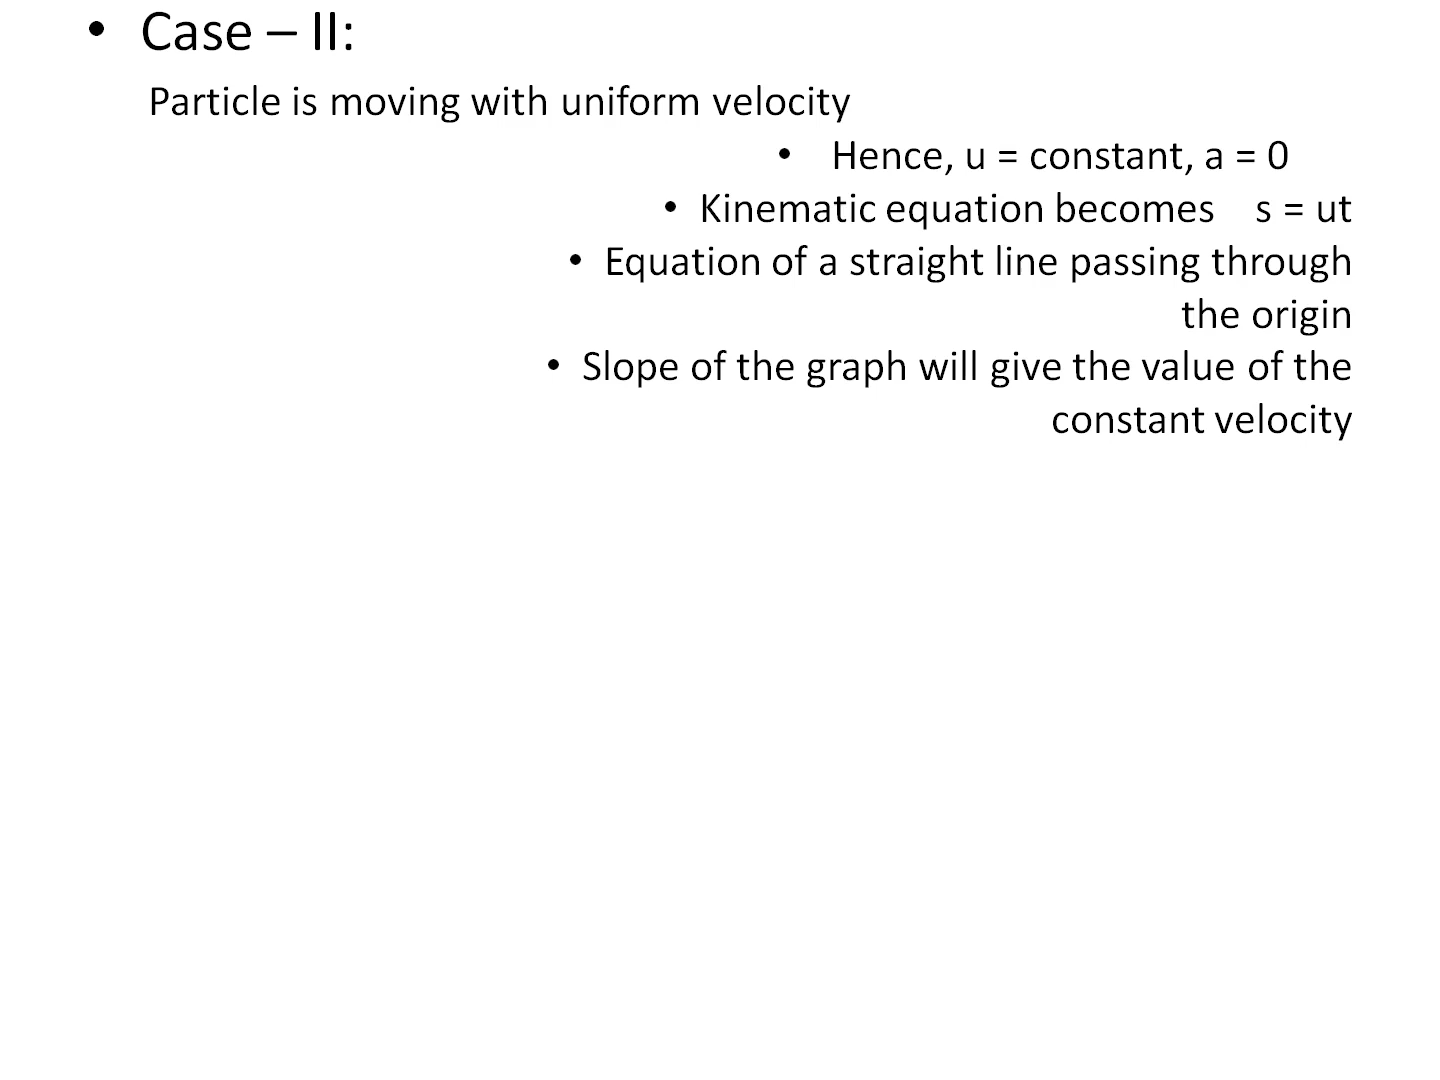 • Case – II:
Particle is moving with uniform velocity
• Hence, u = constant, a = 0
• Kinematic equation becomes s = ut
• Equation of a straight line passing through
the origin
• Slope of the graph will give the value of the
constant velocity